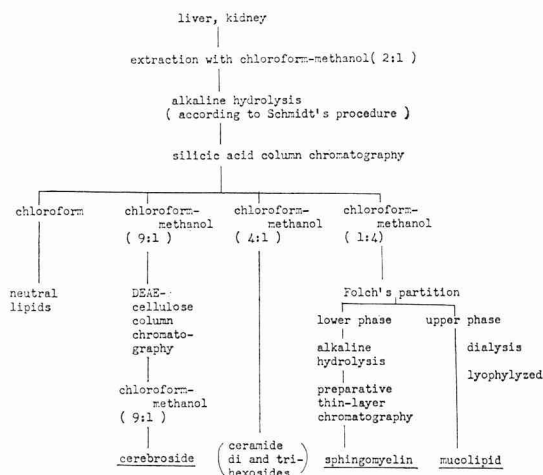 liver, kidney
extraction with chloroform-methanol( 2:1 )
alkaline hydrolysis
( according to Schmidt's procedure )
silicic acid column chromatography
chloroform
neutral
lipids
chloroform-
methanol
( 9:1 )
DEAE-
cellulose
column
chromato-
graphy
chloroform-
methanol
( 9:1 )
cerebroside
chloroform-
methanol
( 4:1 )
(ceramide
di and tri-
hexosides)
chloroform-
methanol
( 1:4 )
Folch's partition
lower phase
alkaline
hydrolysis
preparative
thin-layer
chromatography
sphingomyelin
upper phase
dialysis
lyophylyzed
mucolipid